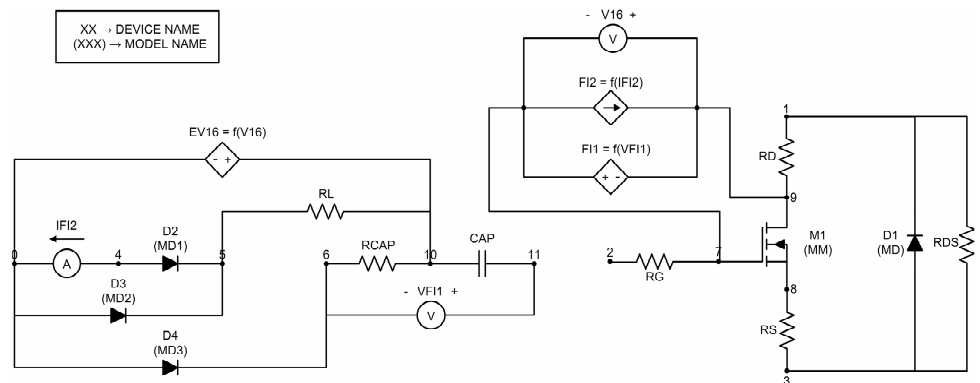 XX → DEVICE NAME
(XXX) → MODEL NAME
- V16 +
V
FI2 = f(IFI2)
FI1 = f(VFI1)
+ -
EV16 = f(V16)
- +
RL
IFI2
A
0
4
D2
(MD1)
5
D3
(MD2)
D4
(MD3)
6
RCAP
10
CAP
11
- VFI1 +
V
2
RG
7
1
RD
9
M1
(MM)
8
RS
3
D1
(MD)
RDS